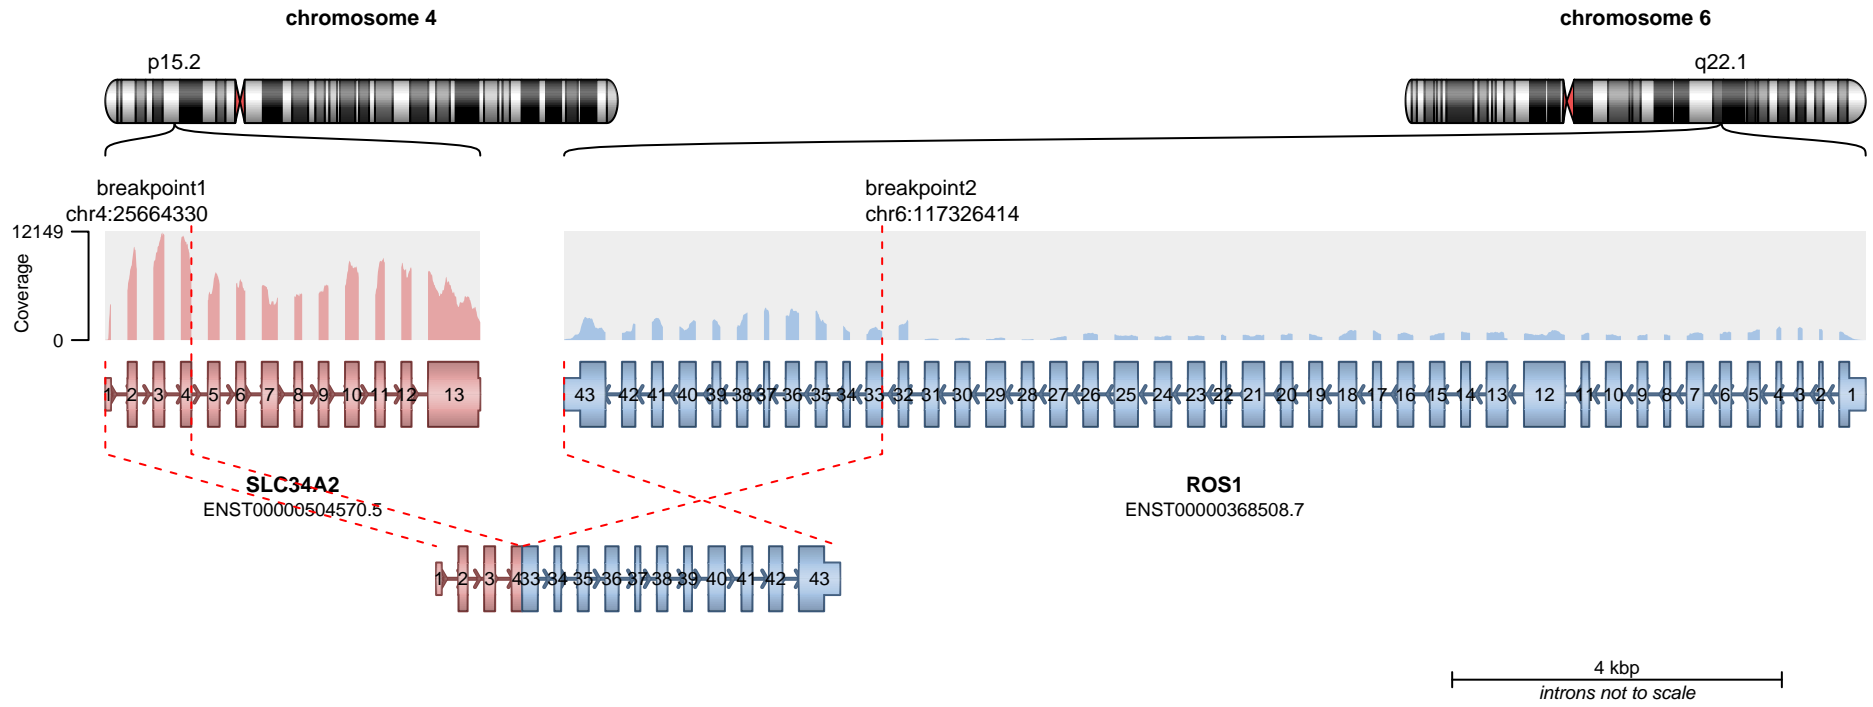 chromosome 4
chromosome 6
p15.2
q22.1
breakpoint1
chr4:25664330
breakpoint2
chr6:117326414
12149
Coverage
0
1 2 3 4 5 6 7 8 9 10 11 12 13
43 42 41 40 39 38 37 36 35 34 33 32 31 30 29 28 27 26 25 24 23 22 21 20 19 18 17 16 15 14 13 12 11 10 9 8 7 6 5 4 3 2 1
SLC34A2
ENST00000504570.5
ROS1
ENST00000368508.7
1 2 3 4 33 34 35 36 37 38 39 40 41 42 43
4 kbp
introns not to scale